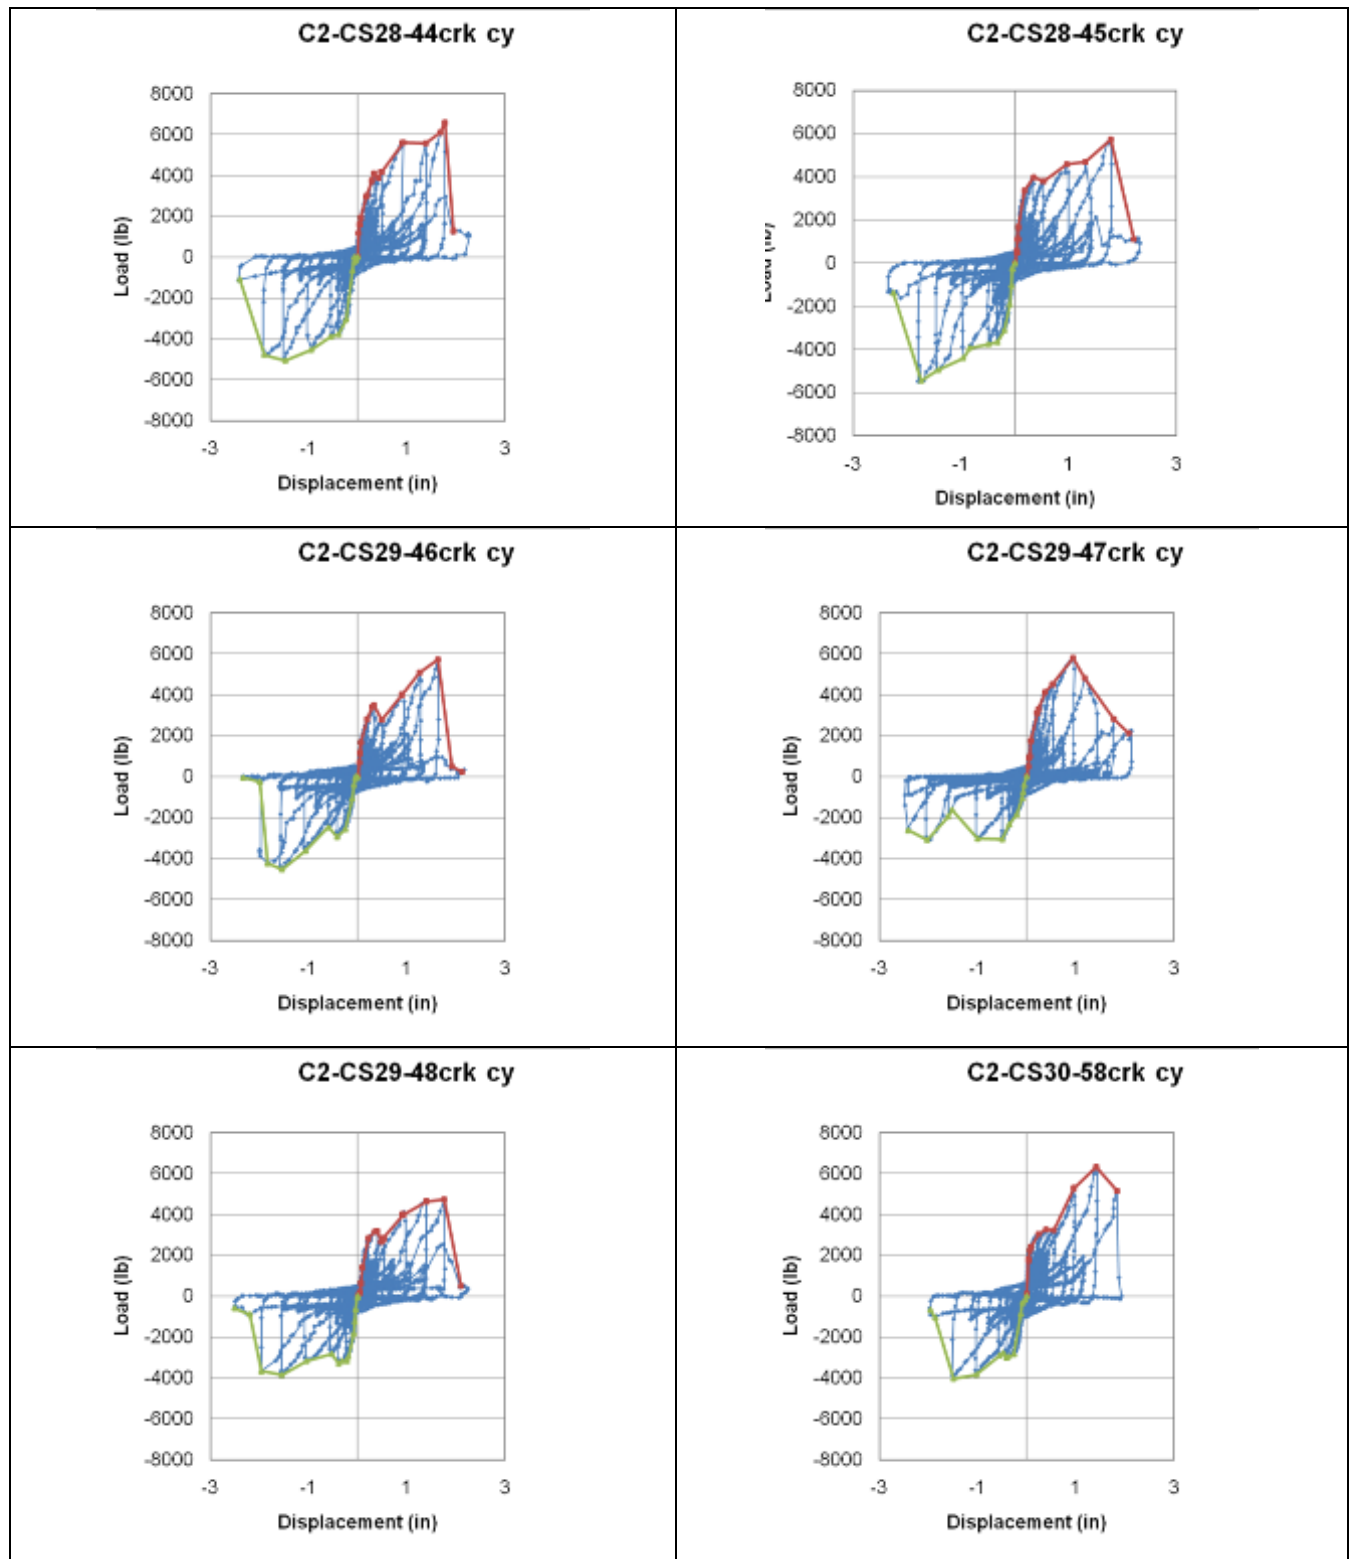 C2-CS28-44crk cy
8000
6000
4000
2000
0
-2000
-4000
-6000
-8000
Load (lb)
-3 -1 1 3
Displacement (in)
C2-CS28-45crk cy
8000
6000
4000
2000
0
-2000
-4000
-6000
-8000
Load (lb)
-3 -1 1 3
Displacement (in)
C2-CS29-46crk cy
8000
6000
4000
2000
0
-2000
-4000
-6000
-8000
Load (lb)
-3 -1 1 3
Displacement (in)
C2-CS29-47crk cy
8000
6000
4000
2000
0
-2000
-4000
-6000
-8000
Load (lb)
-3 -1 1 3
Displacement (in)
C2-CS29-48crk cy
8000
6000
4000
2000
0
-2000
-4000
-6000
-8000
Load (lb)
-3 -1 1 3
Displacement (in)
C2-CS30-58crk cy
8000
6000
4000
2000
0
-2000
-4000
-6000
-8000
Load (lb)
-3 -1 1 3
Displacement (in)